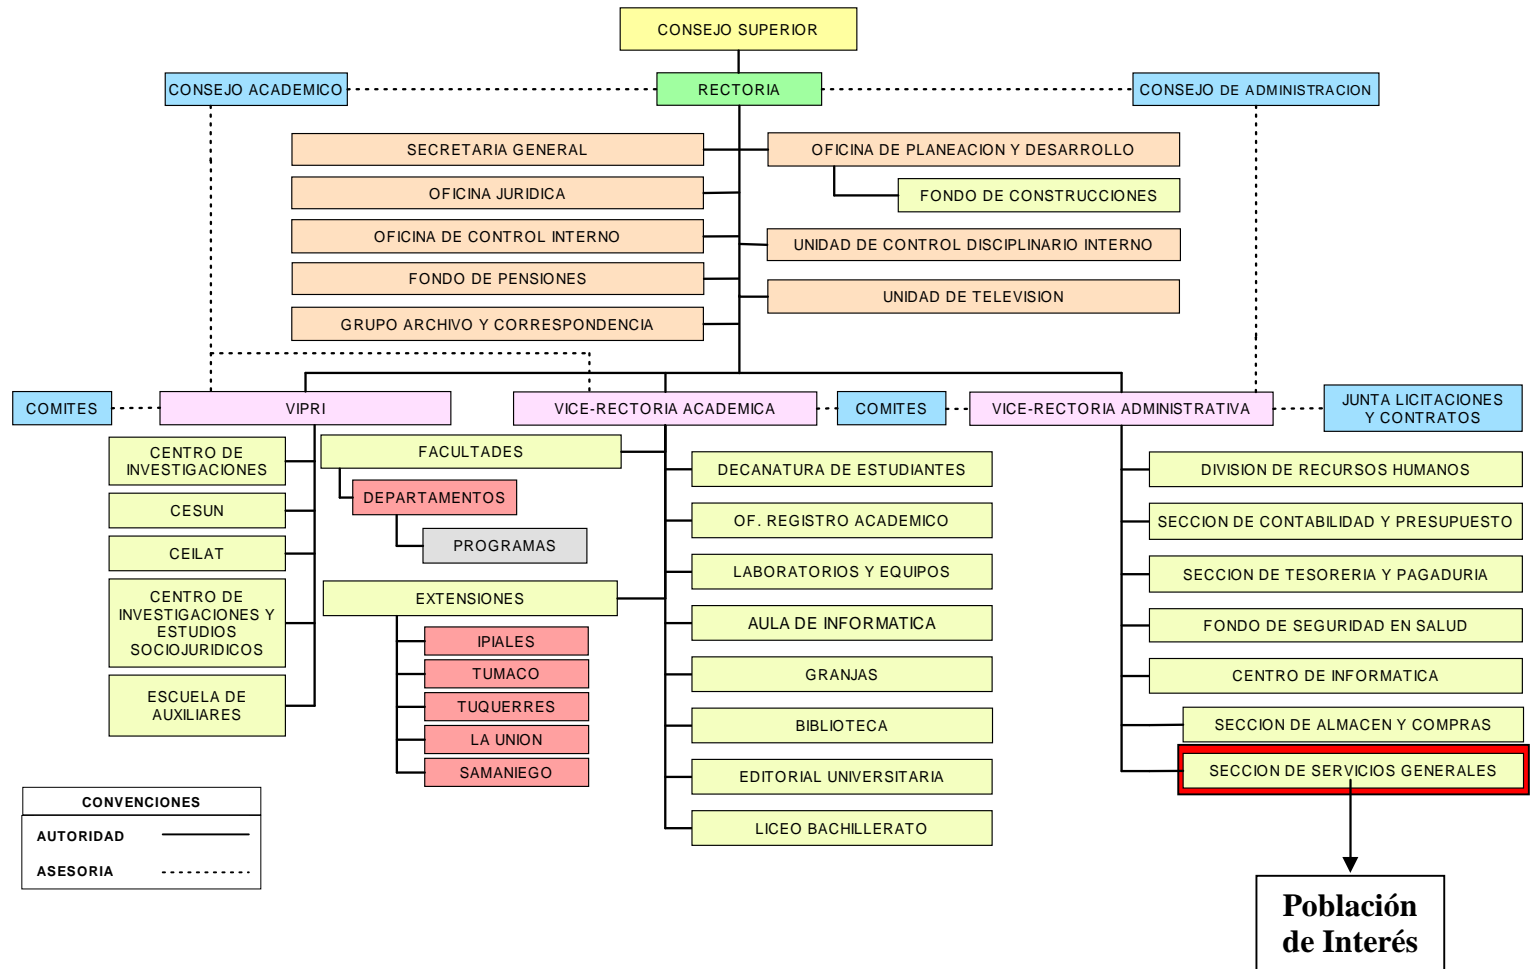 CONSEJO SUPERIOR
CONSEJO ACADEMICO
RECTORIA
CONSEJO DE ADMINISTRACION
SECRETARIA GENERAL
OFICINA DE PLANEACION Y DESARROLLO
OFICINA JURIDICA
FONDO DE CONSTRUCCIONES
OFICINA DE CONTROL INTERNO
UNIDAD DE CONTROL DISCIPLINARIO INTERNO
FONDO DE PENSIONES
UNIDAD DE TELEVISION
GRUPO ARCHIVO Y CORRESPONDENCIA
COMITES
VIPRI
VICE-RECTORIA ACADEMICA
COMITES
VICE-RECTORIA ADMINISTRATIVA
JUNTA LICITACIONES
Y CONTRATOS
CENTRO DE
INVESTIGACIONES
CESUN
CEILAT
CENTRO DE
INVESTIGACIONES Y
ESTUDIOS
SOCIOJURIDICOS
ESCUELA DE
AUXILIARES
FACULTADES
DEPARTAMENTOS
PROGRAMAS
EXTENSIONES
IPIALES
TUMACO
TUQUERRES
LA UNION
SAMANIEGO
DECANATURA DE ESTUDIANTES
OF. REGISTRO ACADEMICO
LABORATORIOS Y EQUIPOS
AULA DE INFORMATICA
GRANJAS
BIBLIOTECA
EDITORIAL UNIVERSITARIA
LICEO BACHILLERATO
DIVISION DE RECURSOS HUMANOS
SECCION DE CONTABILIDAD Y PRESUPUESTO
SECCION DE TESORERIA Y PAGADURIA
FONDO DE SEGURIDAD EN SALUD
CENTRO DE INFORMATICA
SECCION DE ALMACEN Y COMPRAS
SECCION DE SERVICIOS GENERALES
CONVENCIONES
AUTORIDAD
ASESORIA
Población
de Interés